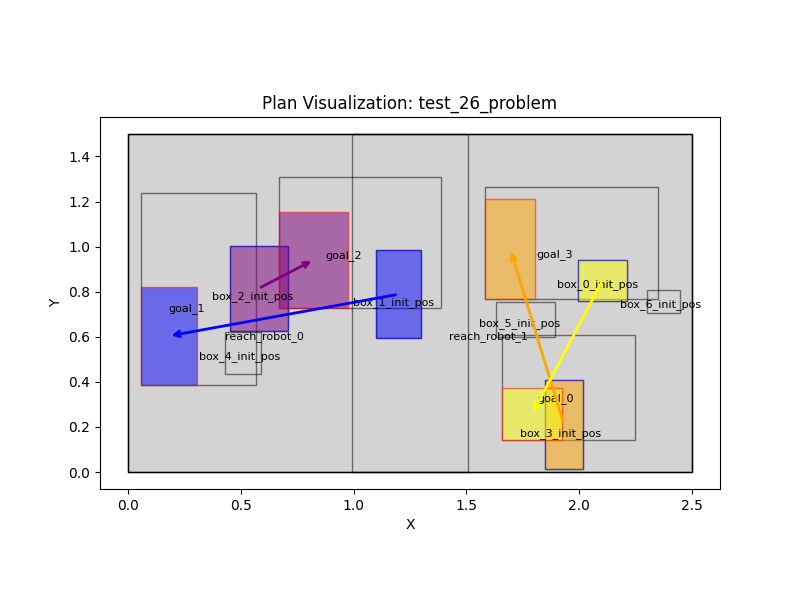 Plan Visualization: test_26_problem
1.4
1.2
1.0
0.8
0.6
0.4
0.2
0.0
Y
goal_2
goal_3
box_2_init_pos
box_0_init_pos
goal_1
box_1_init_pos
box_6_init_pos
box_5_init_pos
reach_robot_0
reach_robot_1
box_4_init_pos
goal_0
box_3_init_pos
0.0 0.5 1.0 1.5 2.0 2.5
X